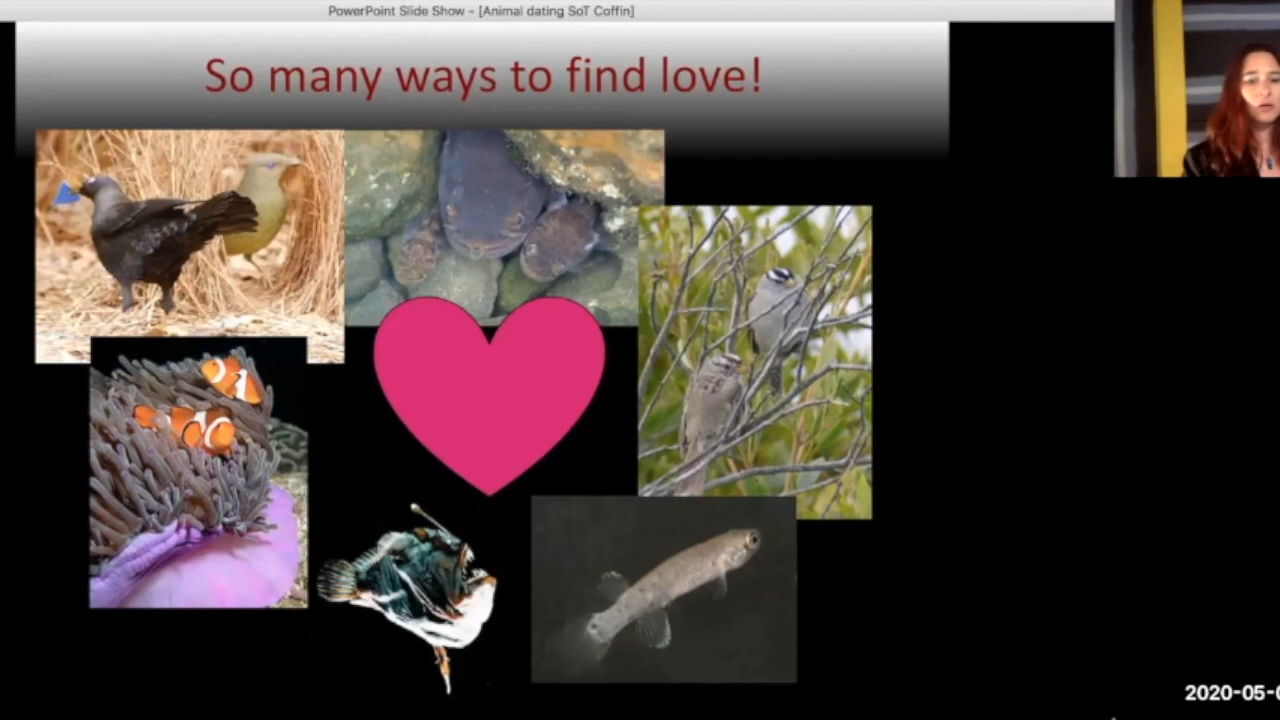 PowerPoint Slide Show - [Animal dating SoT Coffin]
So many ways to find love!
2020-05-0